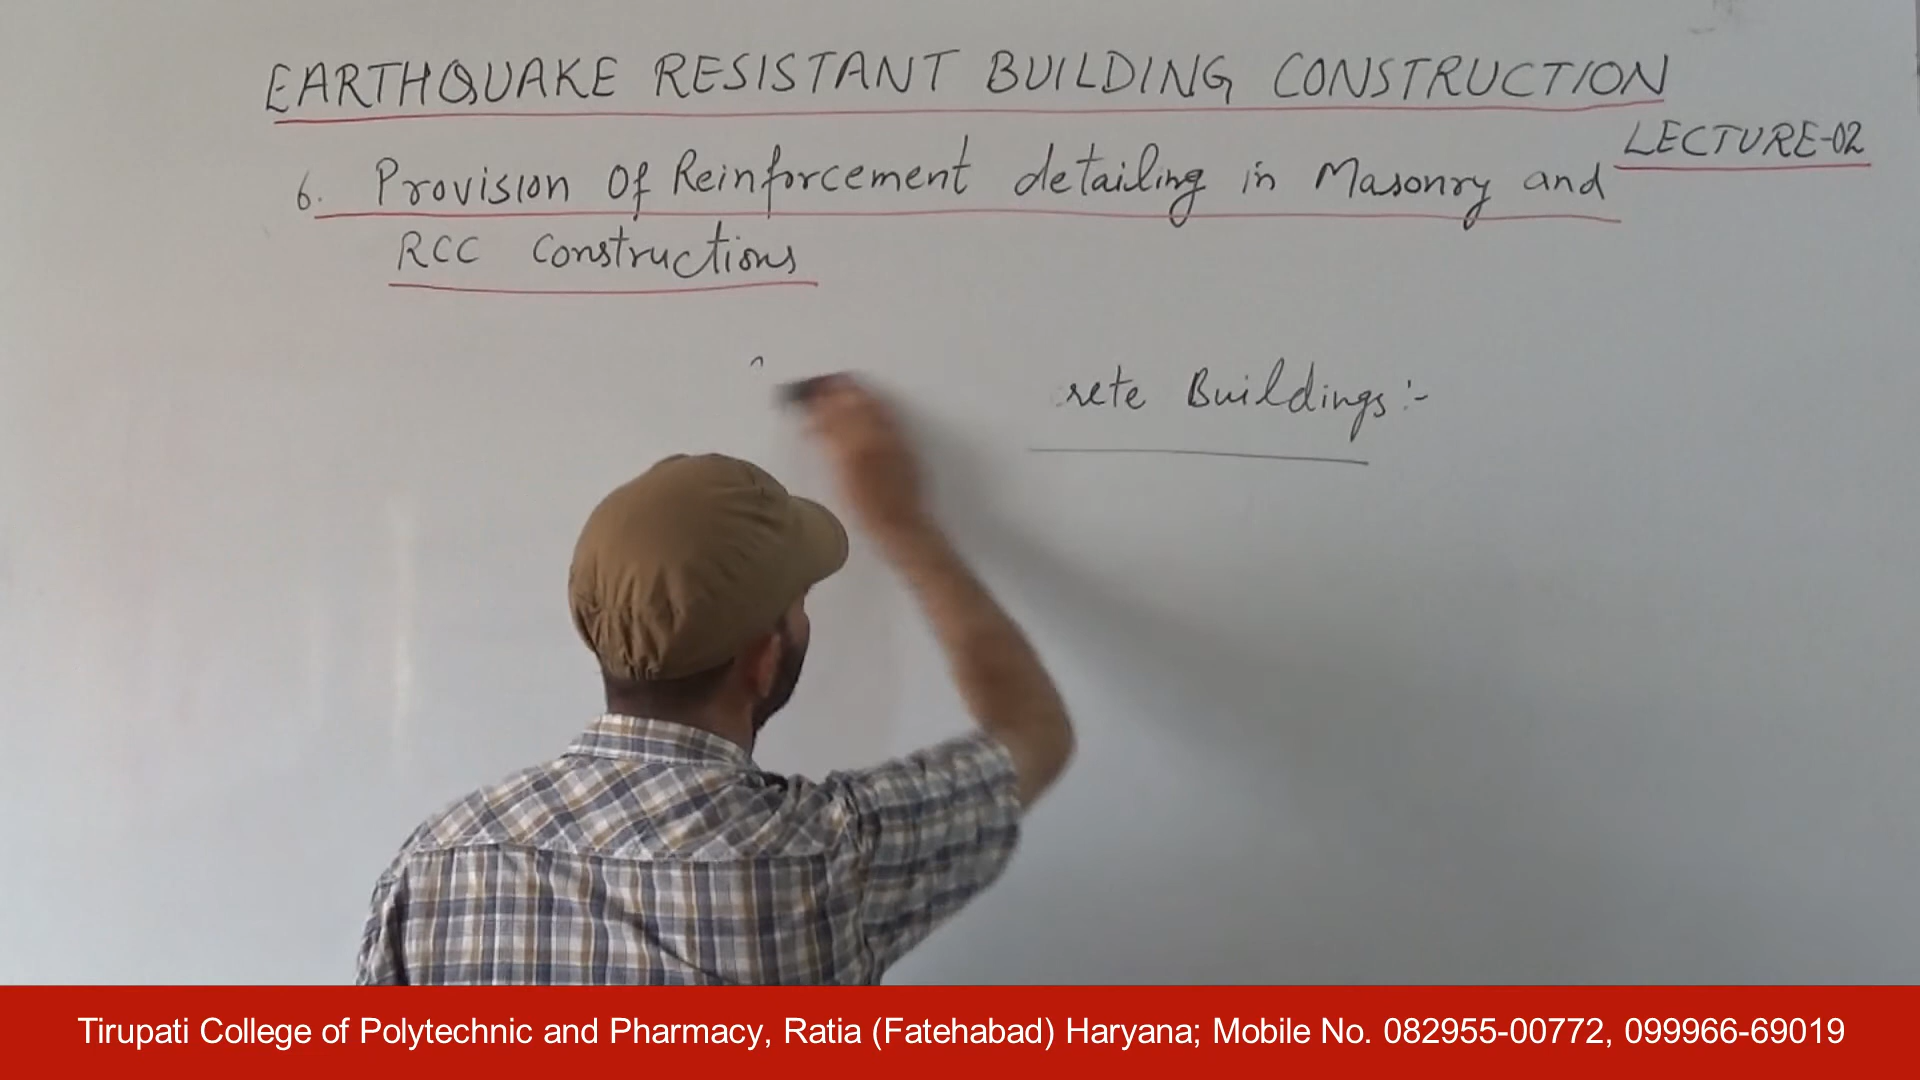 EARTHQUAKE RESISTANT BUILDING CONSTRUCTION
LECTURE-02
6. Provision Of Reinforcement detailing in Masonry and
RCC Constructions
rete Buildings :-
Tirupati College of Polytechnic and Pharmacy, Ratia (Fatehabad) Haryana; Mobile No. 082955-00772, 099966-69019